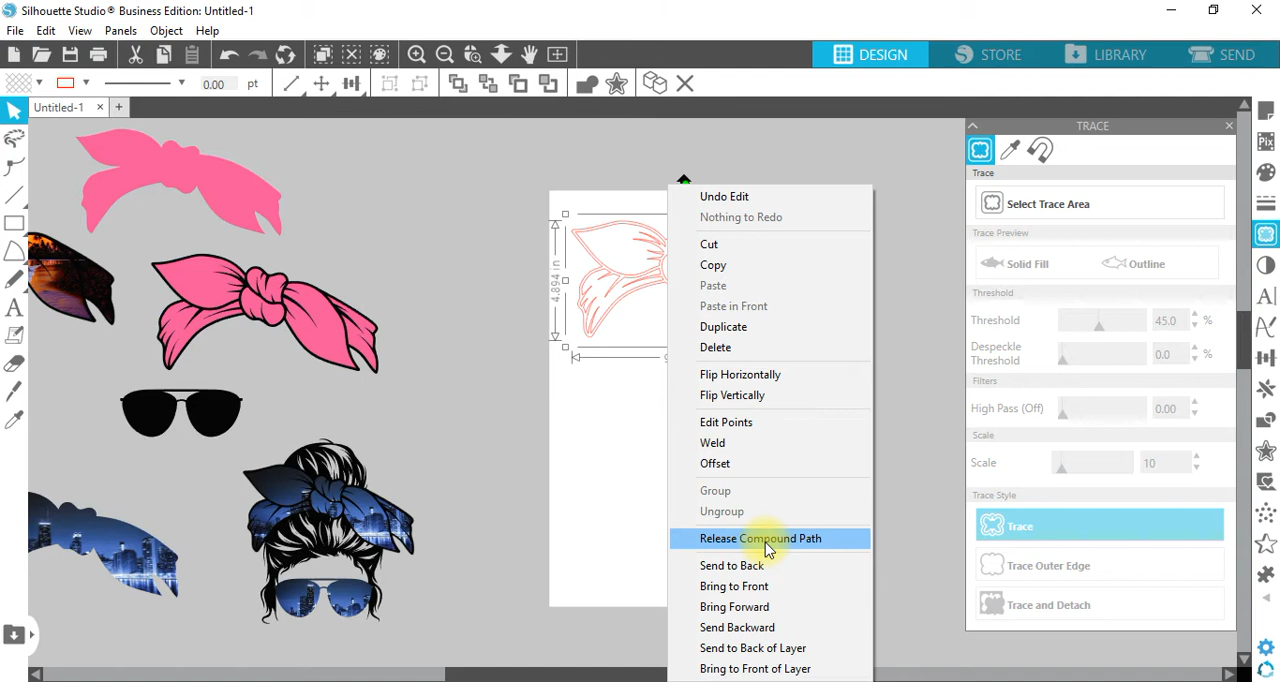 Silhouette Studio® Business Edition: Untitled-1
File Edit View Panels Object Help
DESIGN STORE LIBRARY SEND
0.00 pt
Untitled-1
TRACE
Trace
Select Trace Area
Trace Preview
Solid Fill Outline
Threshold
Threshold 45.0 %
Despeckle Threshold 0.0 %
Filters
High Pass (Off) 0.00
Scale
Scale 10
Trace Style
Trace
Trace Outer Edge
Trace and Detach
4.894 in
Undo Edit
Nothing to Redo
Cut
Copy
Paste
Paste in Front
Duplicate
Delete
Flip Horizontally
Flip Vertically
Edit Points
Weld
Offset
Group
Ungroup
Release Compound Path
Send to Back
Bring to Front
Bring Forward
Send Backward
Send to Back of Layer
Bring to Front of Layer